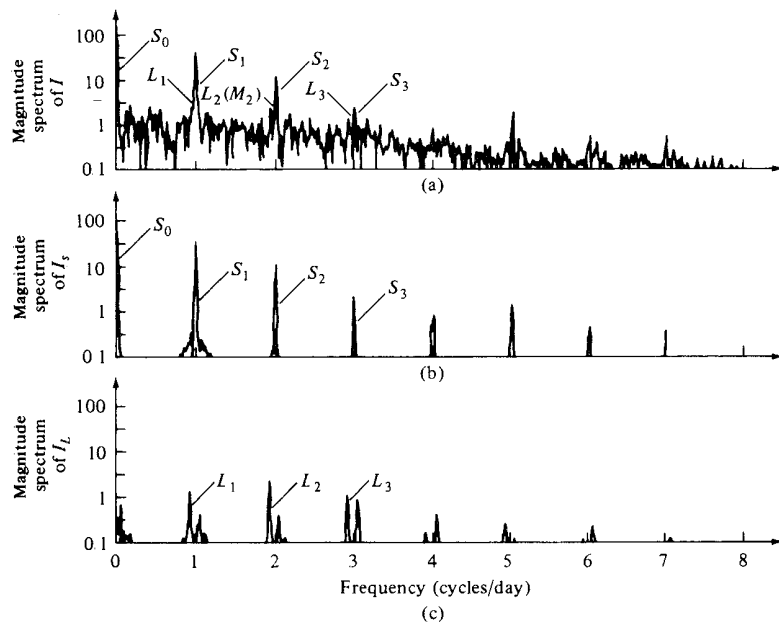 Magnitude
spectrum
of I
100
10
1
0.1
S0
S1
L1
L2(M2)
S2
L3
S3
(a)
Magnitude
spectrum
of Is
100
10
1
0.1
S0
S1
S2
S3
(b)
Magnitude
spectrum
of IL
100
10
1
0.1
L1
L2
L3
0 1 2 3 4 5 6 7 8
Frequency (cycles/day)
(c)